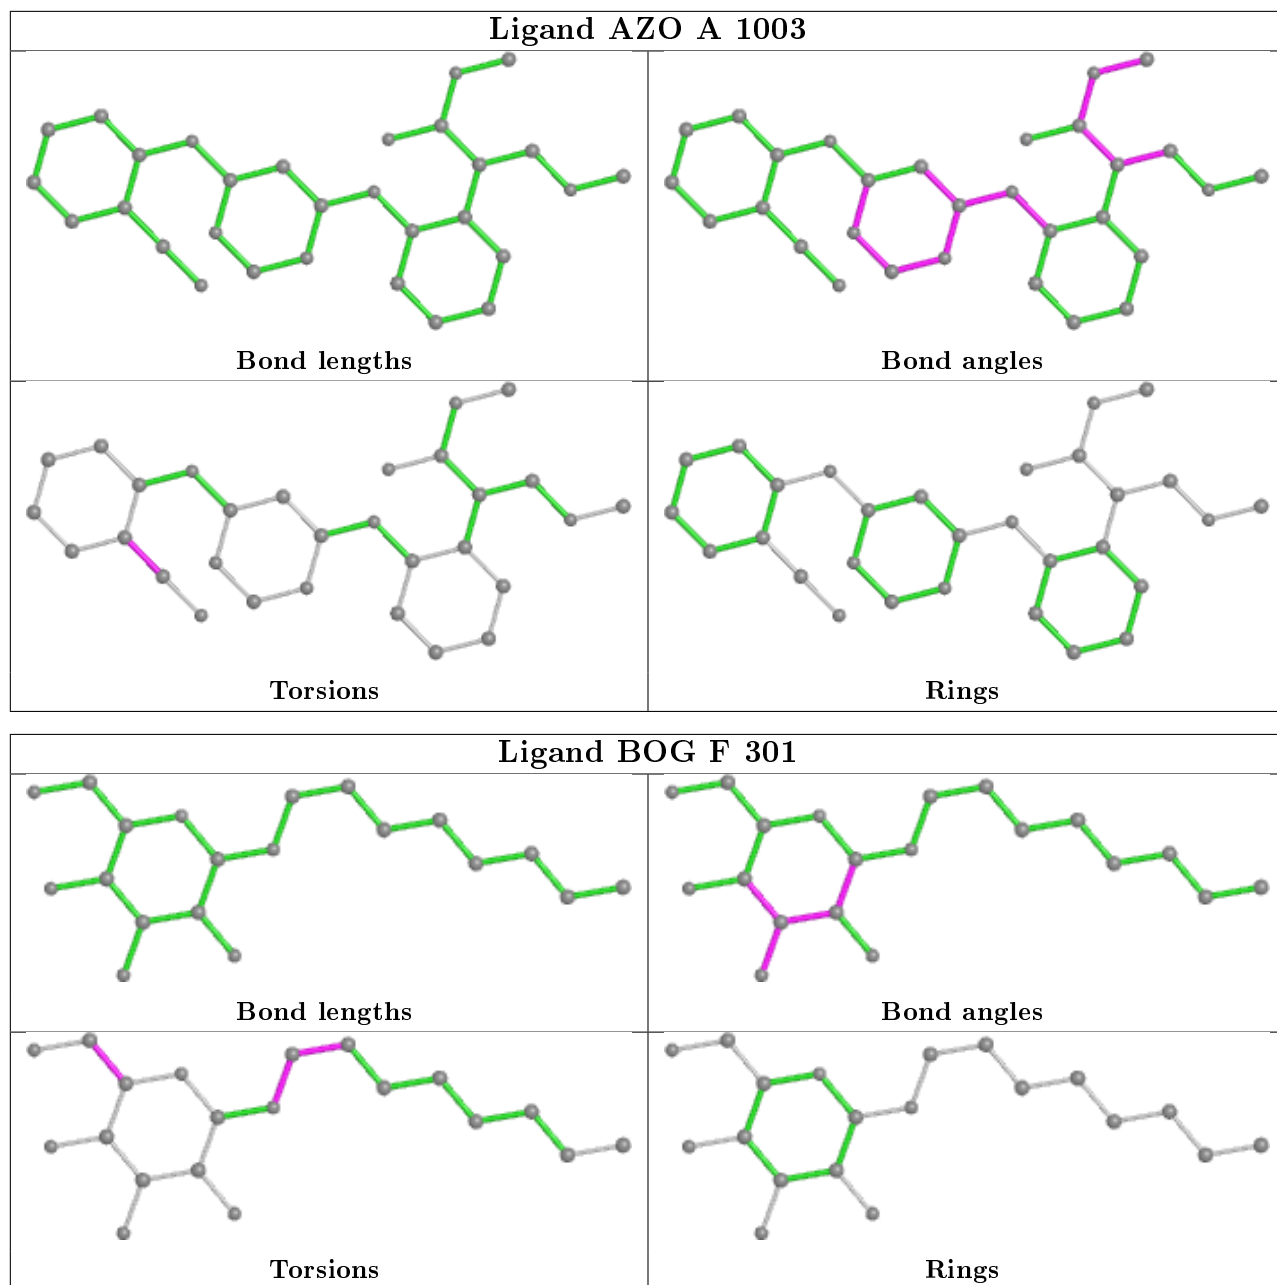 Ligand AZO A 1003
Bond lengths
Bond angles
Torsions
Rings
Ligand BOG F 301
Bond lengths
Bond angles
Torsions
Rings